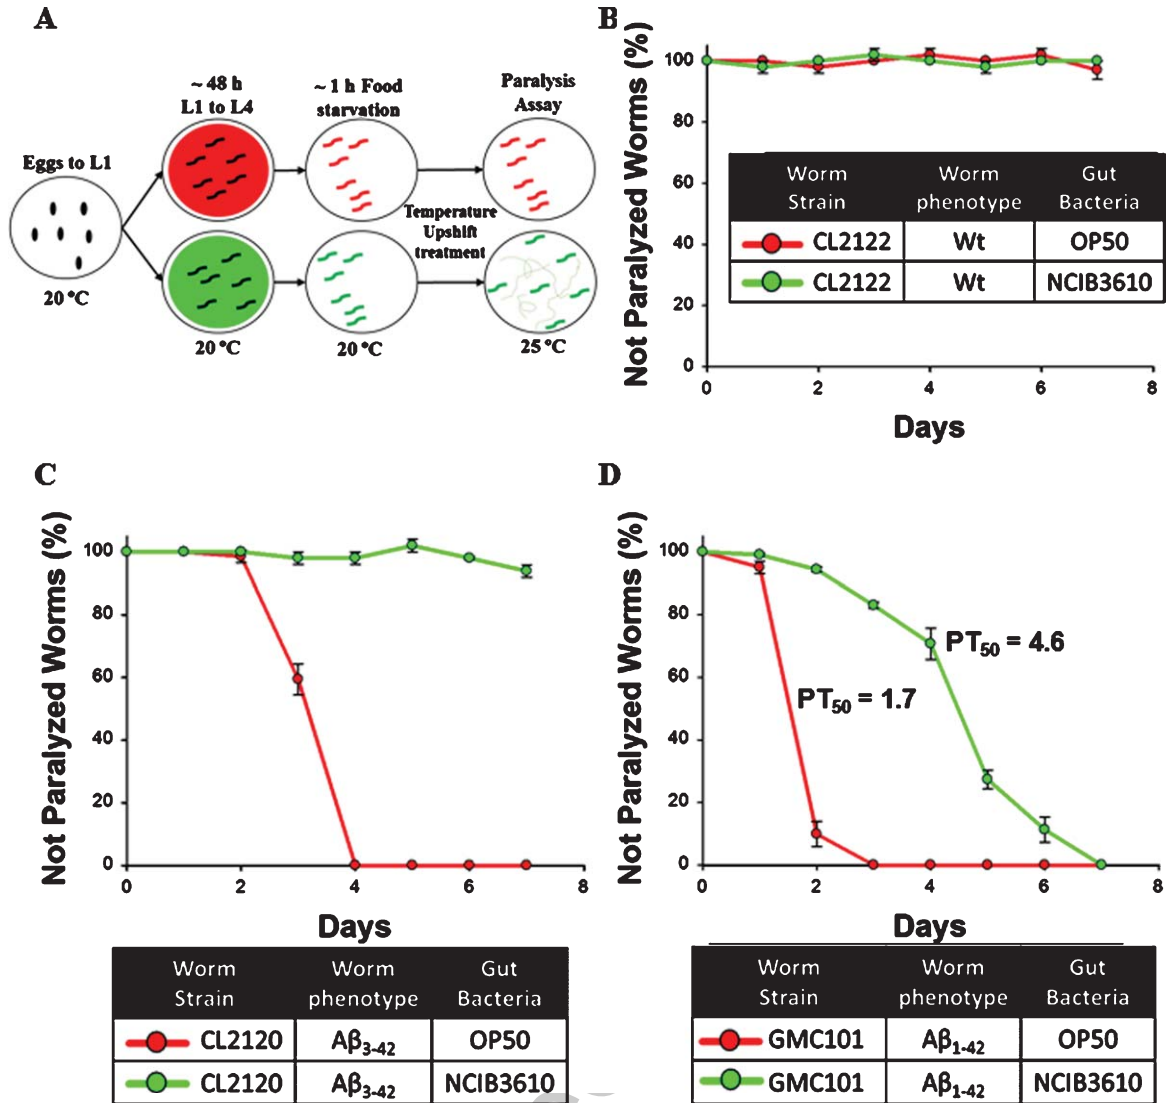 A
Eggs to L1
20 ºC
~ 48 h
L1 to L4
20 ºC
~ 1 h Food
starvation
20 ºC
Temperature
Upshift
treatment
Paralysis
Assay
25 ºC
B
Not Paralyzed Worms (%)
100
80
60
40
20
0
0 2 4 6 8
Days
Worm Strain Worm phenotype Gut Bacteria
CL2122 Wt OP50
CL2122 Wt NCIB3610
C
Not Paralyzed Worms (%)
100
80
60
40
20
0
0 2 4 6 8
Days
Worm Strain Worm phenotype Gut Bacteria
CL2120 Aβ3-42 OP50
CL2120 Aβ3-42 NCIB3610
D
Not Paralyzed Worms (%)
100
80
60
40
20
0
0 2 4 6 8
Days
PT50 = 4.6
PT50 = 1.7
Worm Strain Worm phenotype Gut Bacteria
GMC101 Aβ1-42 OP50
GMC101 Aβ1-42 NCIB3610